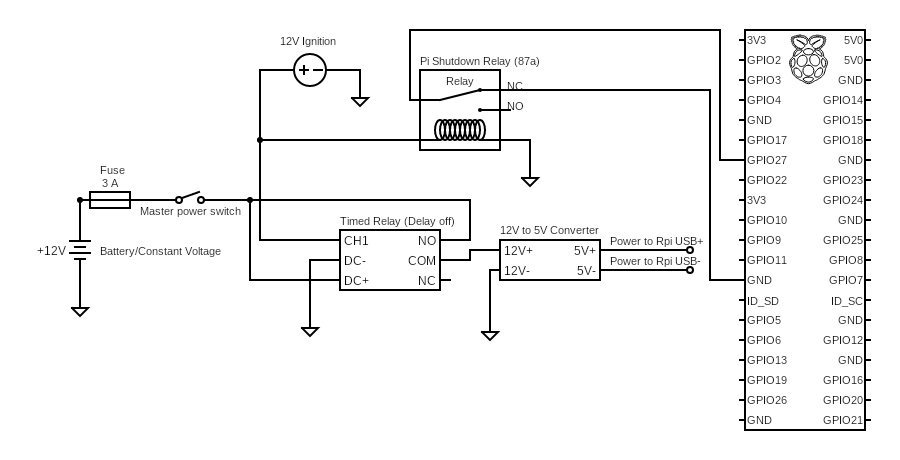 12V Ignition
Pi Shutdown Relay (87a)
Relay
NC
NO
Fuse
3 A
Master power switch
+12V
Battery/Constant Voltage
Timed Relay (Delay off)
CH1 NO
DC- COM
DC+ NC
12V to 5V Converter
12V+ 5V+
12V- 5V-
Power to Rpi USB+
Power to Rpi USB-
3V3 5V0
GPIO2 5V0
GPIO3 GND
GPIO4 GPIO14
GND GPIO15
GPIO17 GPIO18
GPIO27 GND
GPIO22 GPIO23
3V3 GPIO24
GPIO10 GND
GPIO9 GPIO25
GPIO11 GPIO8
GND GPIO7
ID_SD ID_SC
GPIO5 GND
GPIO6 GPIO12
GPIO13 GND
GPIO19 GPIO16
GPIO26 GPIO20
GND GPIO21